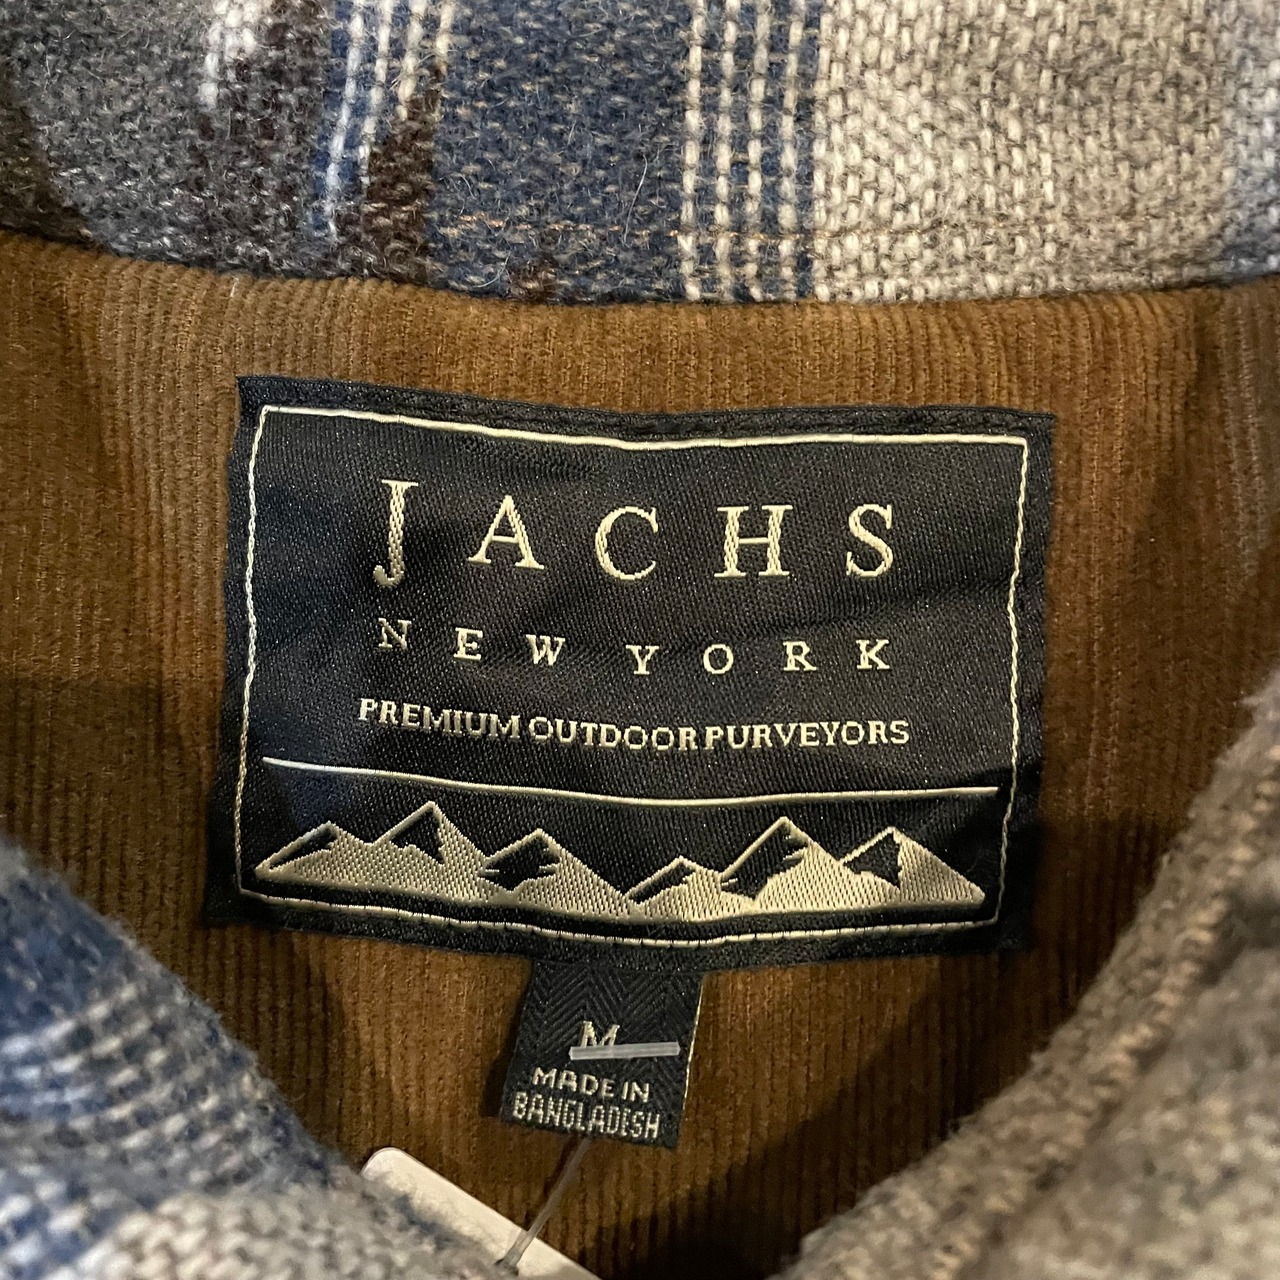 JACHS
NEW YORK
PREMIUM OUTDOOR PURVEYORS
M
MADE IN
BANGLADESH